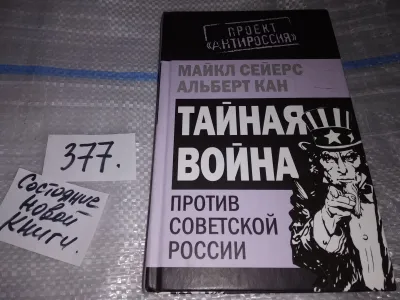 ПРОЕКТ
«АНТИРОССИЯ»
МАЙКЛ СЕЙЕРС
АЛЬБЕРТ КАН
ТАЙНАЯ
ВОЙНА
ПРОТИВ
СОВЕТСКОЙ
РОССИИ
377.
Состояние
новой
книги.